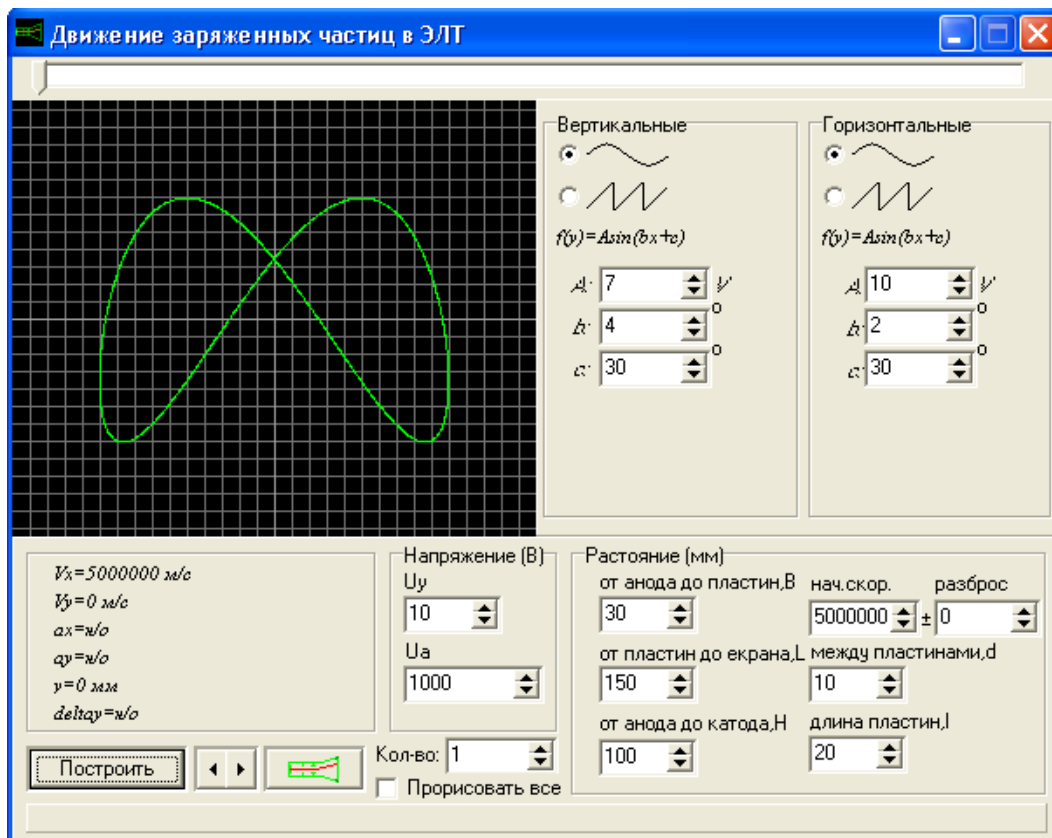 Движение заряженных частиц в ЭЛТ
Вертикальные
f(y)=Asin(bx+c)
A: 7 V
b: 4 o
c: 30 o
Горизонтальные
f(y)=Asin(bx+c)
A: 10 V
b: 2 o
c: 30 o
Vx=5000000 м/с
Vy=0 м/с
ax=н/о
ay=н/о
y=0 мм
deltay=н/о
Напряжение (В)
Uy
10
Ua
1000
Растояние (мм)
от анода до пластин,B
30
нач.скор. разброс
5000000 ± 0
от пластин до екрана,L
150
между пластинами,d
10
от анода до катода,H
100
длина пластин,l
20
Построить
Кол-во: 1
Прорисовать все